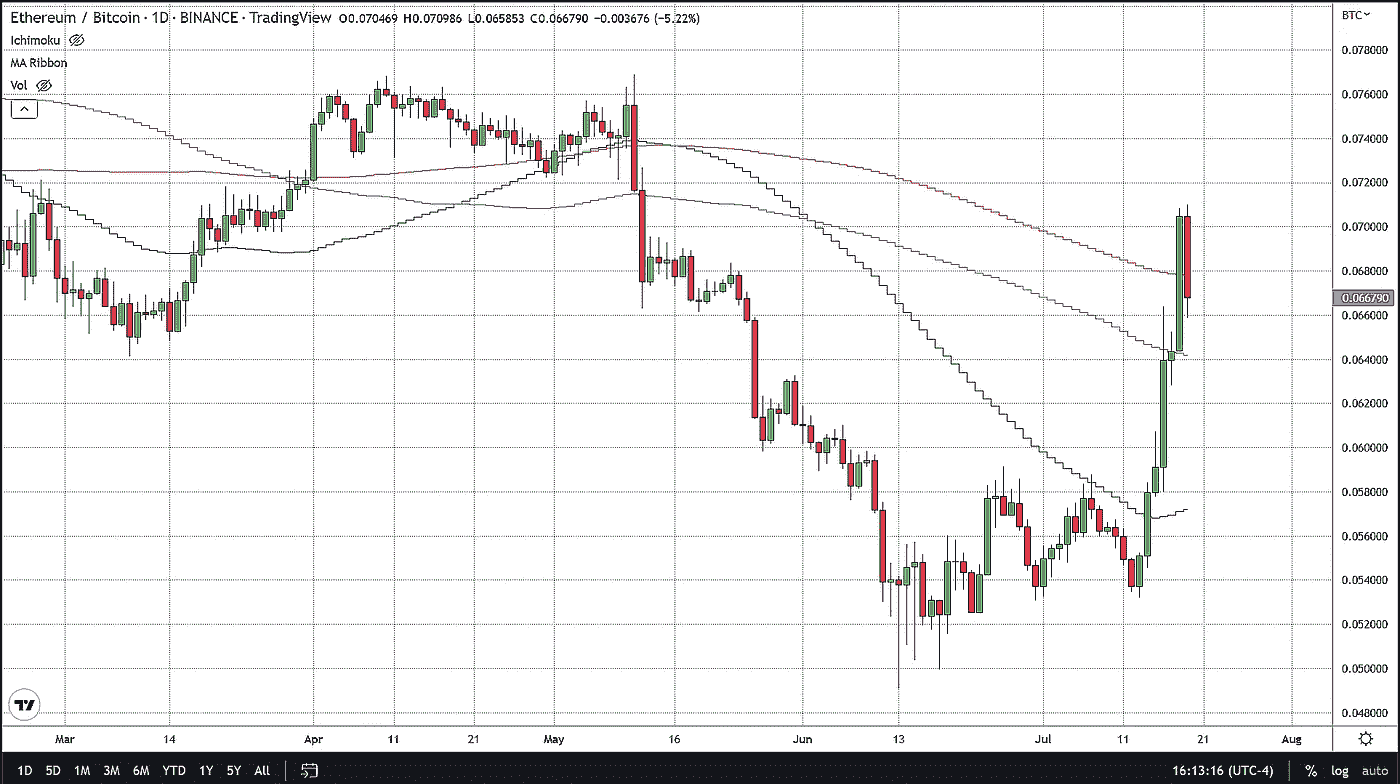 Ethereum / Bitcoin · 1D · BINANCE · TradingView O0.070469 H0.070986 L0.065853 C0.066790 −0.003676 (−5.22%)
BTC
Ichimoku
MA Ribbon
Vol
0.078000
0.076000
0.074000
0.072000
0.070000
0.068000
0.066790
0.066000
0.064000
0.062000
0.060000
0.058000
0.056000
0.054000
0.052000
0.050000
0.048000
Mar 14 Apr 11 21 May 16 Jun 13 Jul 11 21 Aug
1D 5D 1M 3M 6M YTD 1Y 5Y All 16:13:16 (UTC-4) % log auto